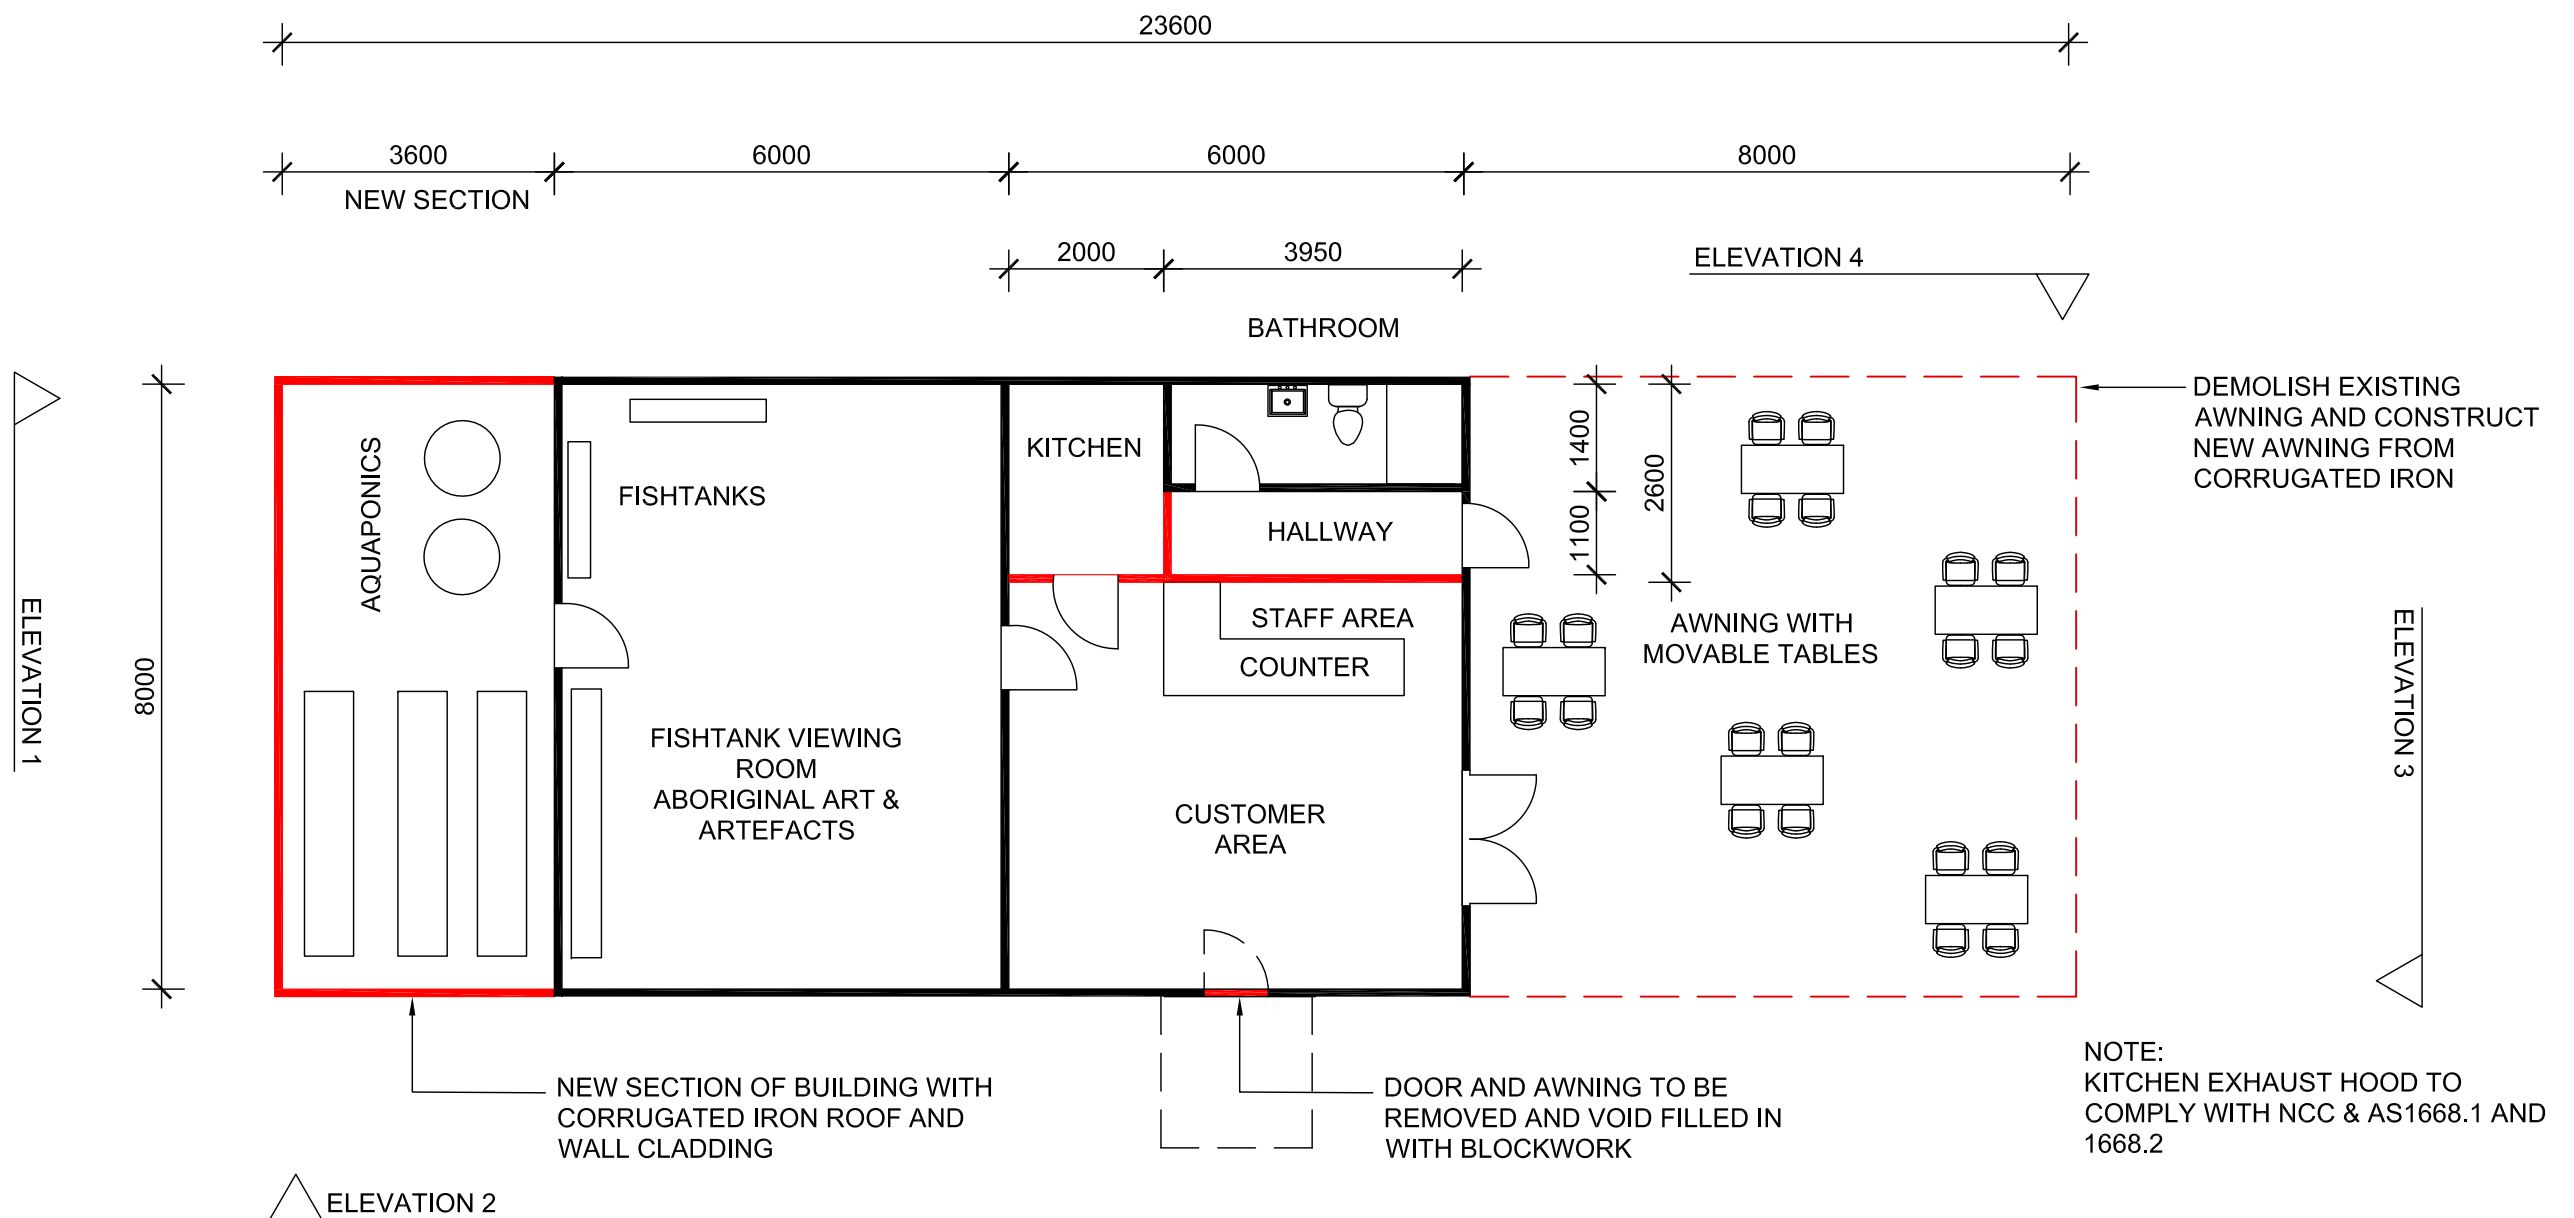 23600
3600
6000
6000
8000
NEW SECTION
2000
3950
ELEVATION 4
BATHROOM
DEMOLISH EXISTING
AWNING AND CONSTRUCT
NEW AWNING FROM
CORRUGATED IRON
KITCHEN
1400
2600
1100
AQUAPONICS
FISHTANKS
HALLWAY
STAFF AREA
COUNTER
AWNING WITH
MOVABLE TABLES
ELEVATION 1
8000
ELEVATION 3
FISHTANK VIEWING
ROOM
ABORIGINAL ART &
ARTEFACTS
CUSTOMER
AREA
NEW SECTION OF BUILDING WITH
CORRUGATED IRON ROOF AND
WALL CLADDING
DOOR AND AWNING TO BE
REMOVED AND VOID FILLED IN
WITH BLOCKWORK
NOTE:
KITCHEN EXHAUST HOOD TO
COMPLY WITH NCC & AS1668.1 AND
1668.2
ELEVATION 2